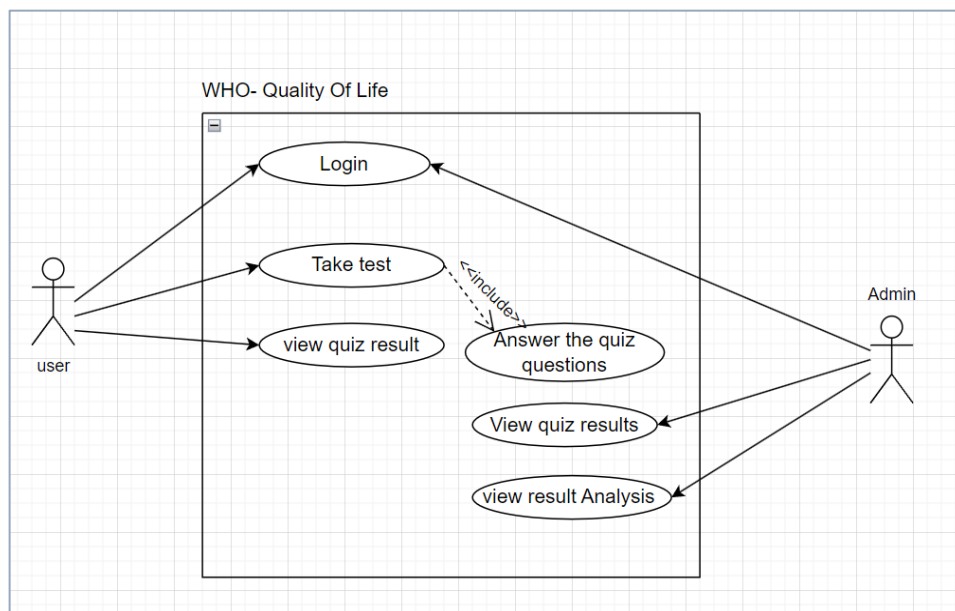 WHO- Quality Of Life
Login
Take test
<<include>>
view quiz result
Answer the quiz
questions
View quiz results
view result Analysis
user
Admin